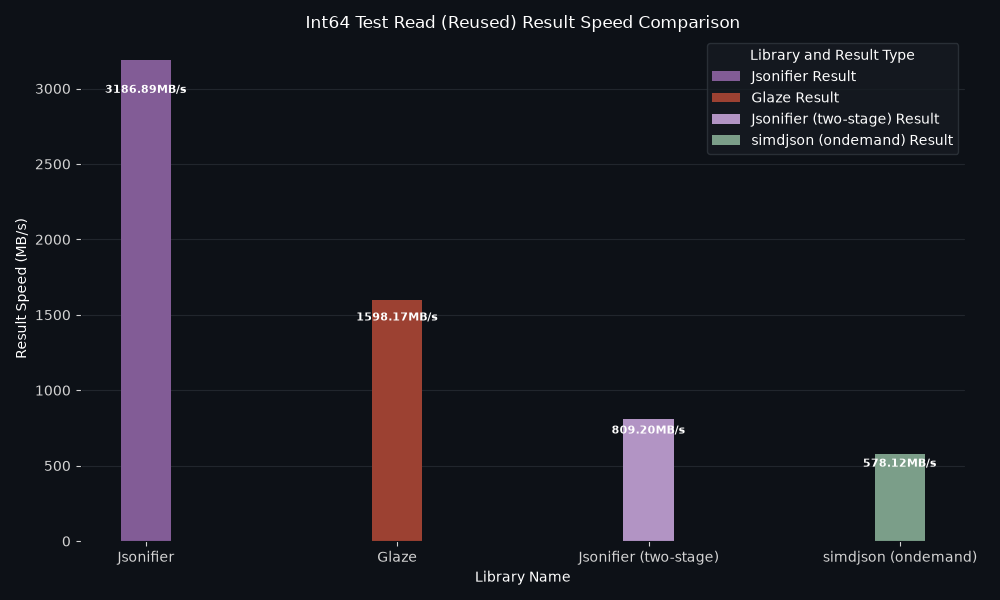 Int64 Test Read (Reused) Result Speed Comparison
Library and Result Type
Jsonifier Result
Glaze Result
Jsonifier (two-stage) Result
simdjson (ondemand) Result
Result Speed (MB/s)
3000
2500
2000
1500
1000
500
0
3186.89MB/s
1598.17MB/s
809.20MB/s
578.12MB/s
Jsonifier
Glaze
Jsonifier (two-stage)
simdjson (ondemand)
Library Name